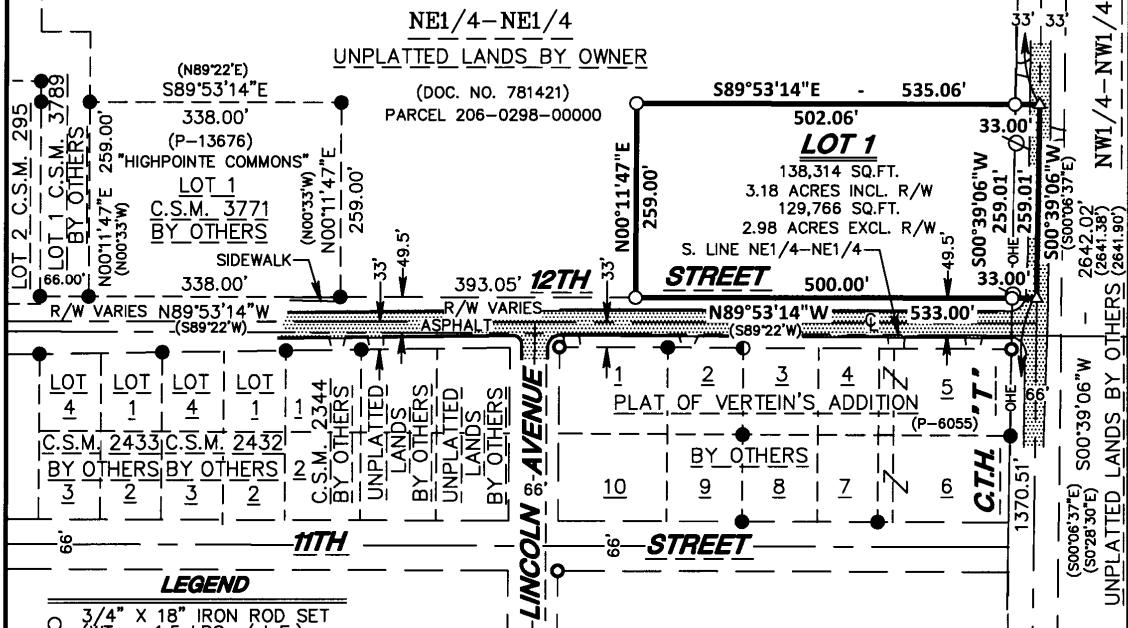 NE1/4-NE1/4
UNPLATTED LANDS BY OWNER
(DOC. NO. 781421)
PARCEL 206-0298-00000
33'
33'
NW1/4-NW1/4
LOT 2 C.S.M. 295
LOT 1 C.S.M. 3789
BY OTHERS
66.00'
N00°11'47"E 259.00'
(N00°33'W)
(N89°22'E)
S89°53'14"E
338.00'
(P-13676)
"HIGHPOINTE COMMONS"
LOT 1
C.S.M. 3771
BY OTHERS
(N00°33'W)
N00°11'47"E
259.00'
SIDEWALK
338.00'
33'
49.5'
393.05'
12TH STREET
R/W VARIES N89°53'14"W
(S89°22'W)
R/W VARIES
ASPHALT
S89°53'14"E - 535.06'
502.06'
33.00'
LOT 1
138,314 SQ.FT.
3.18 ACRES INCL. R/W
129,766 SQ.FT.
2.98 ACRES EXCL. R/W
S. LINE NE1/4-NE1/4
N00°11'47"E
259.00'
33'
49.5'
S00°39'06"W
259.01'
259.01'
S00°39'06"W
(S00°06'37"E)
OHE
33.00'
500.00'
N89°53'14"W
533.00'
(S89°22'W)
CL
2642.02'
(2641.38')
(2641.90')
LOT
4
LOT
1
LOT
4
LOT
1
C.S.M. 2433
BY OTHERS
C.S.M. 2432
BY OTHERS
3
2
3
2
1
2
C.S.M. 2344
BY OTHERS
UNPLATTED
LANDS
BY OTHERS
UNPLATTED
LANDS
BY OTHERS
LINCOLN AVENUE
66'
1
2
3
4
5
PLAT OF VERTEIN'S ADDITION
(P-6055)
BY OTHERS
10
9
8
7
6
C.T.H. "T"
OHE
66'
1370.51'
S00°39'06"W
(S00°06'37"E)
(S0°28'30"E)
UNPLATTED LANDS BY OTHERS
66'
11TH STREET
66'
LEGEND
3/4" X 18" IRON ROD SET